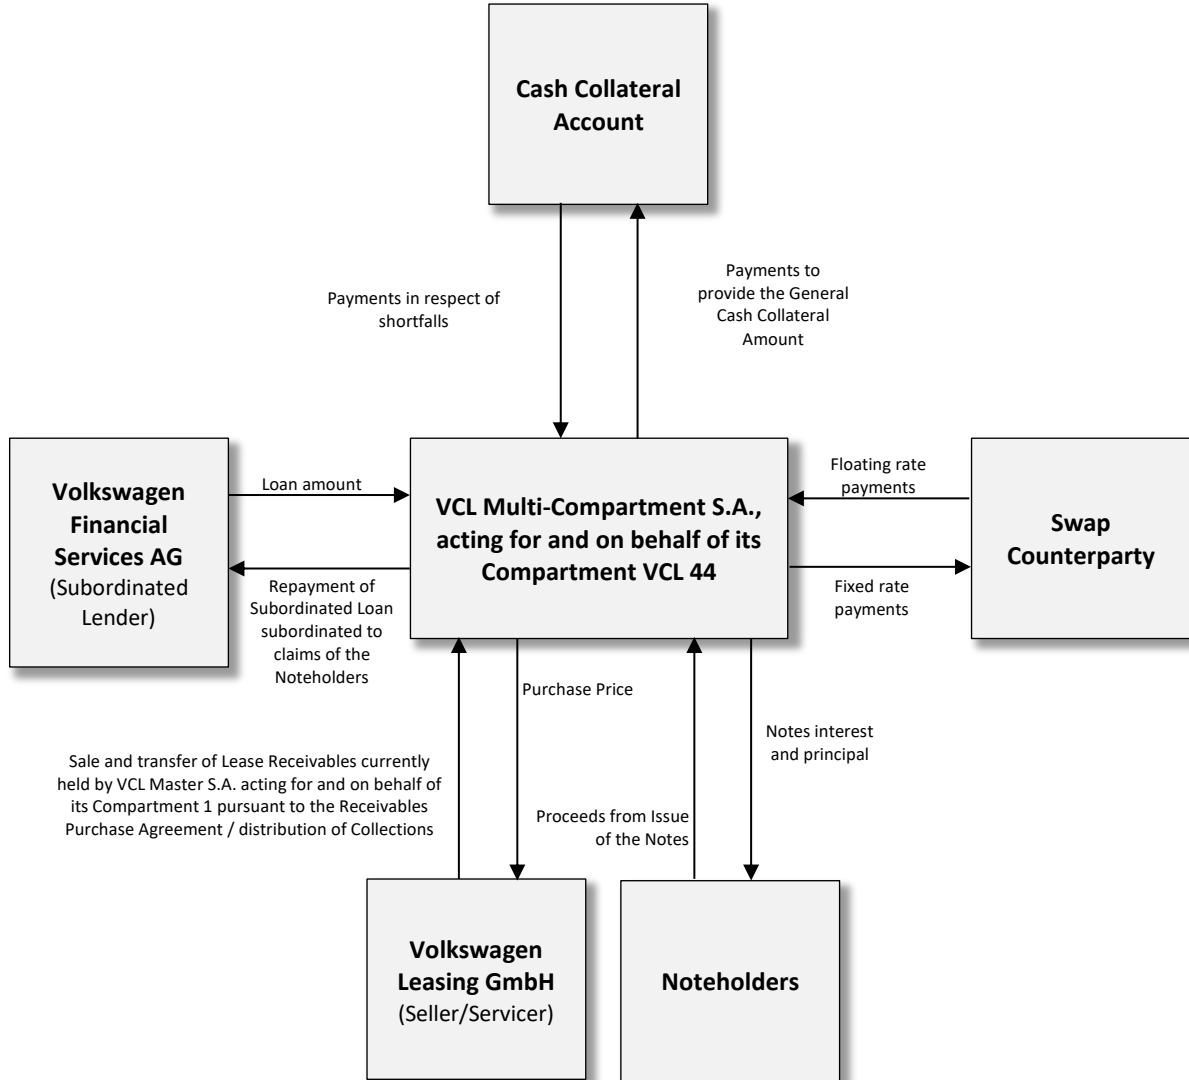 Cash Collateral
Account
Payments in respect of
shortfalls
Payments to
provide the General
Cash Collateral
Amount
Volkswagen
Financial
Services AG
(Subordinated
Lender)
Loan amount
Repayment of
Subordinated Loan
subordinated to
claims of the
Noteholders
VCL Multi-Compartment S.A.,
acting for and on behalf of its
Compartment VCL 44
Floating rate
payments
Fixed rate
payments
Swap
Counterparty
Sale and transfer of Lease Receivables currently
held by VCL Master S.A. acting for and on behalf of
its Compartment 1 pursuant to the Receivables
Purchase Agreement / distribution of Collections
Purchase Price
Proceeds from Issue
of the Notes
Notes interest
and principal
Volkswagen
Leasing GmbH
(Seller/Servicer)
Noteholders